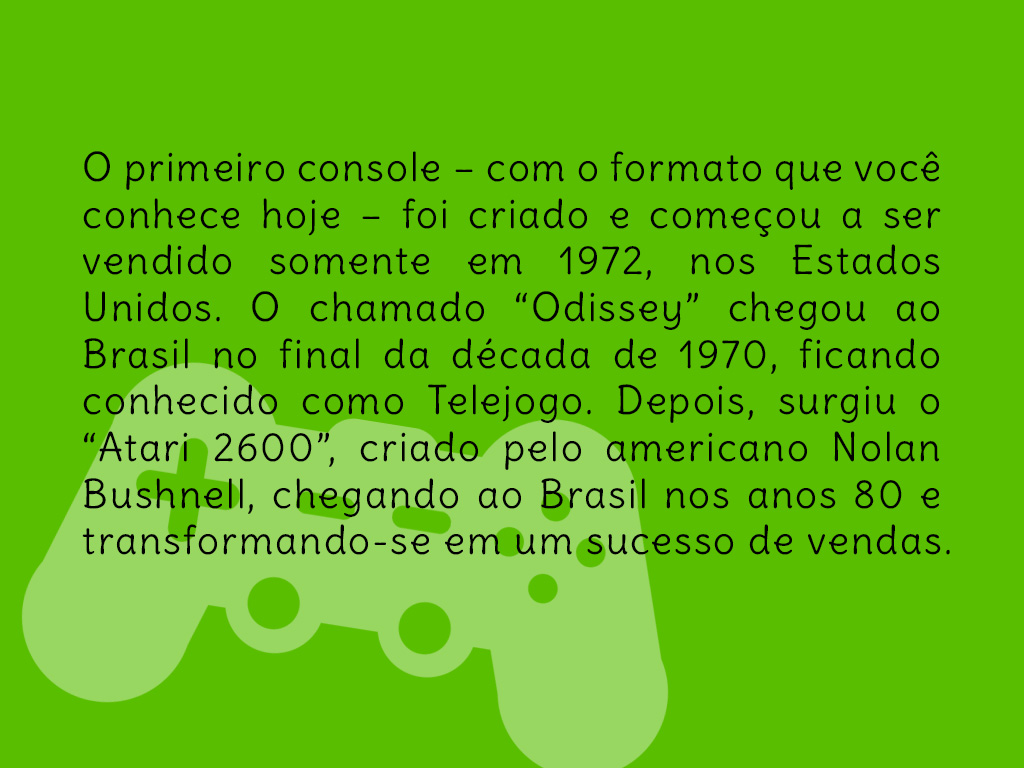 O primeiro console – com o formato que você
conhece hoje – foi criado e começou a ser
vendido somente em 1972, nos Estados
Unidos. O chamado “Odissey” chegou ao
Brasil no final da década de 1970, ficando
conhecido como Telejogo. Depois, surgiu o
“Atari 2600”, criado pelo americano Nolan
Bushnell, chegando ao Brasil nos anos 80 e
transformando-se em um sucesso de vendas.